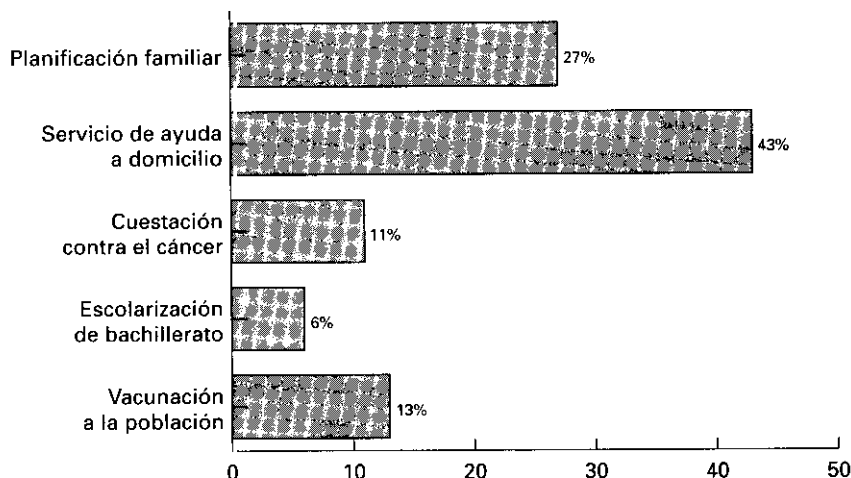 Planificación familiar
27%
Servicio de ayuda
a domicilio
43%
Cuestación
contra el cáncer
11%
Escolarización
de bachillerato
6%
Vacunación
a la población
13%
0 10 20 30 40 50